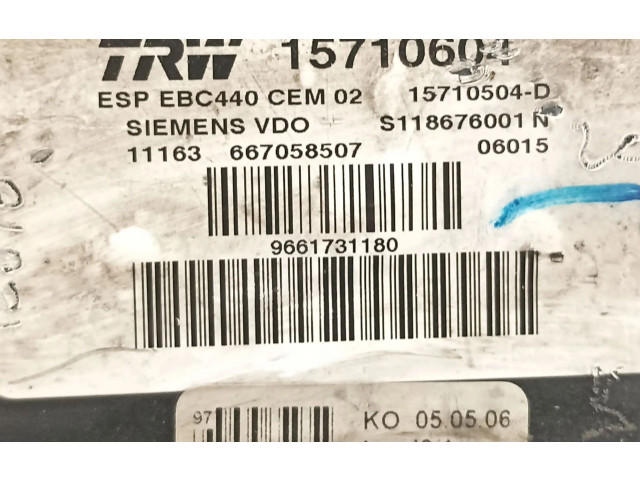 TRW 15710604
ESP EBC440 CEM 02 15710504-D
SIEMENS VDO S118676001 N
11163 667058507 06015
9661731180
97 KO 05.05.06